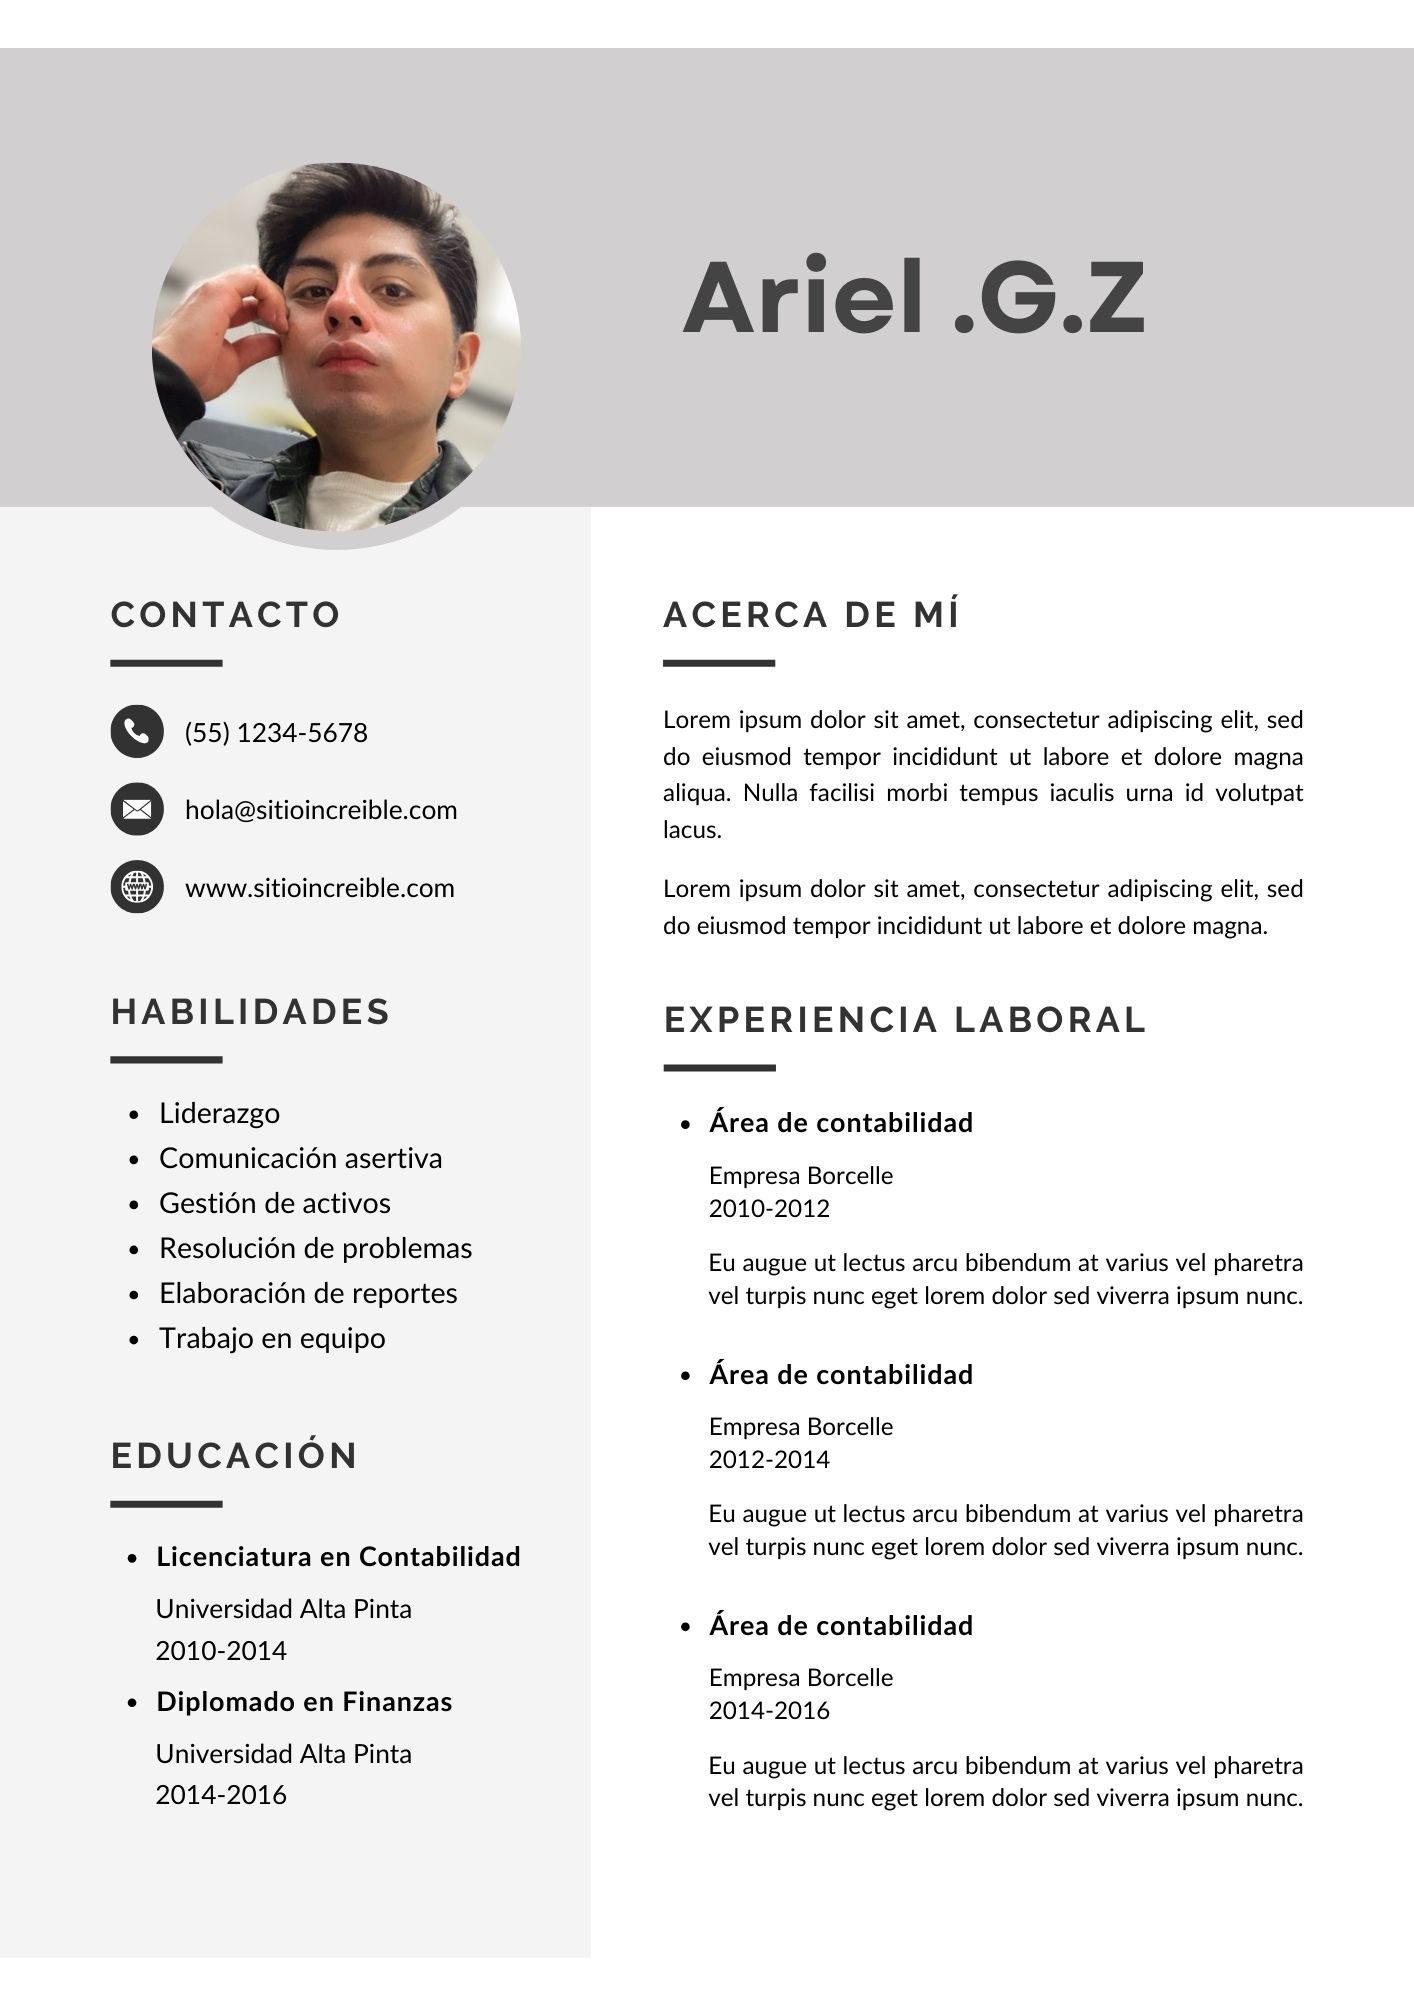 Ariel .G.Z
CONTACTO
(55) 1234-5678
hola@sitioincreible.com
www.sitioincreible.com
HABILIDADES
• Liderazgo
• Comunicación asertiva
• Gestión de activos
• Resolución de problemas
• Elaboración de reportes
• Trabajo en equipo
EDUCACIÓN
• Licenciatura en Contabilidad
Universidad Alta Pinta
2010-2014
• Diplomado en Finanzas
Universidad Alta Pinta
2014-2016
ACERCA DE MÍ
Lorem ipsum dolor sit amet, consectetur adipiscing elit, sed
do eiusmod tempor incididunt ut labore et dolore magna
aliqua. Nulla facilisi morbi tempus iaculis urna id volutpat
lacus.
Lorem ipsum dolor sit amet, consectetur adipiscing elit, sed
do eiusmod tempor incididunt ut labore et dolore magna.
EXPERIENCIA LABORAL
• Área de contabilidad
Empresa Borcelle
2010-2012
Eu augue ut lectus arcu bibendum at varius vel pharetra
vel turpis nunc eget lorem dolor sed viverra ipsum nunc.
• Área de contabilidad
Empresa Borcelle
2012-2014
Eu augue ut lectus arcu bibendum at varius vel pharetra
vel turpis nunc eget lorem dolor sed viverra ipsum nunc.
• Área de contabilidad
Empresa Borcelle
2014-2016
Eu augue ut lectus arcu bibendum at varius vel pharetra
vel turpis nunc eget lorem dolor sed viverra ipsum nunc.